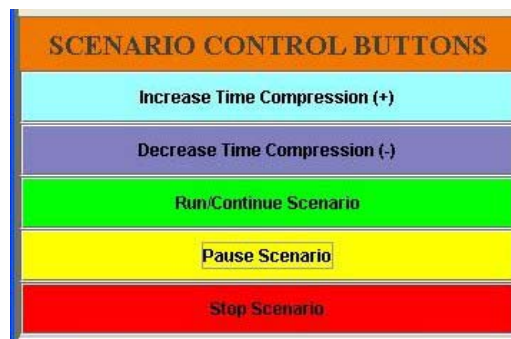 SCENARIO CONTROL BUTTONS
Increase Time Compression (+)
Decrease Time Compression (-)
Run/Continue Scenario
Pause Scenario
Stop Scenario